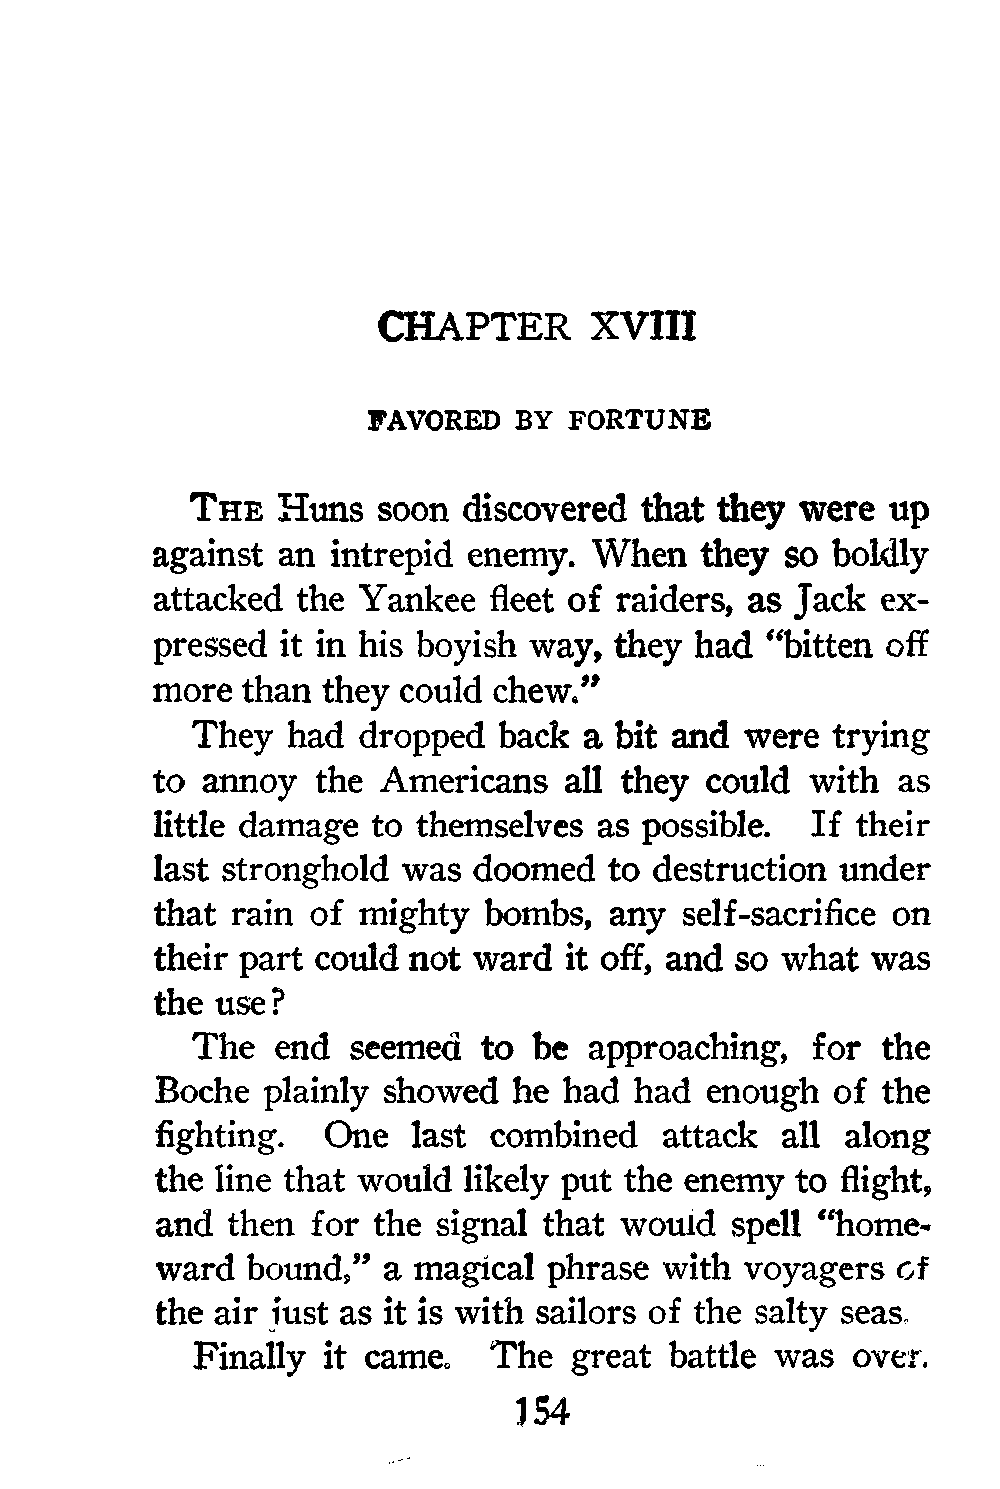 CHAPTER XVIII
FAVORED BY FORTUNE
THE Huns soon discovered that they were up
against an intrepid enemy. When they so boldly
attacked the Yankee fleet of raiders, as Jack ex-
pressed it in his boyish way, they had “bitten off
more than they could chew.”
They had dropped back a bit and were trying
to annoy the Americans all they could with as
little damage to themselves as possible. If their
last stronghold was doomed to destruction under
that rain of mighty bombs, any self-sacrifice on
their part could not ward it off, and so what was
the use?
The end seemed to be approaching, for the
Boche plainly showed he had had enough of the
fighting. One last combined attack all along
the line that would likely put the enemy to flight,
and then for the signal that would spell “home-
ward bound,” a magical phrase with voyagers of
the air just as it is with sailors of the salty seas.
Finally it came. The great battle was over.
154